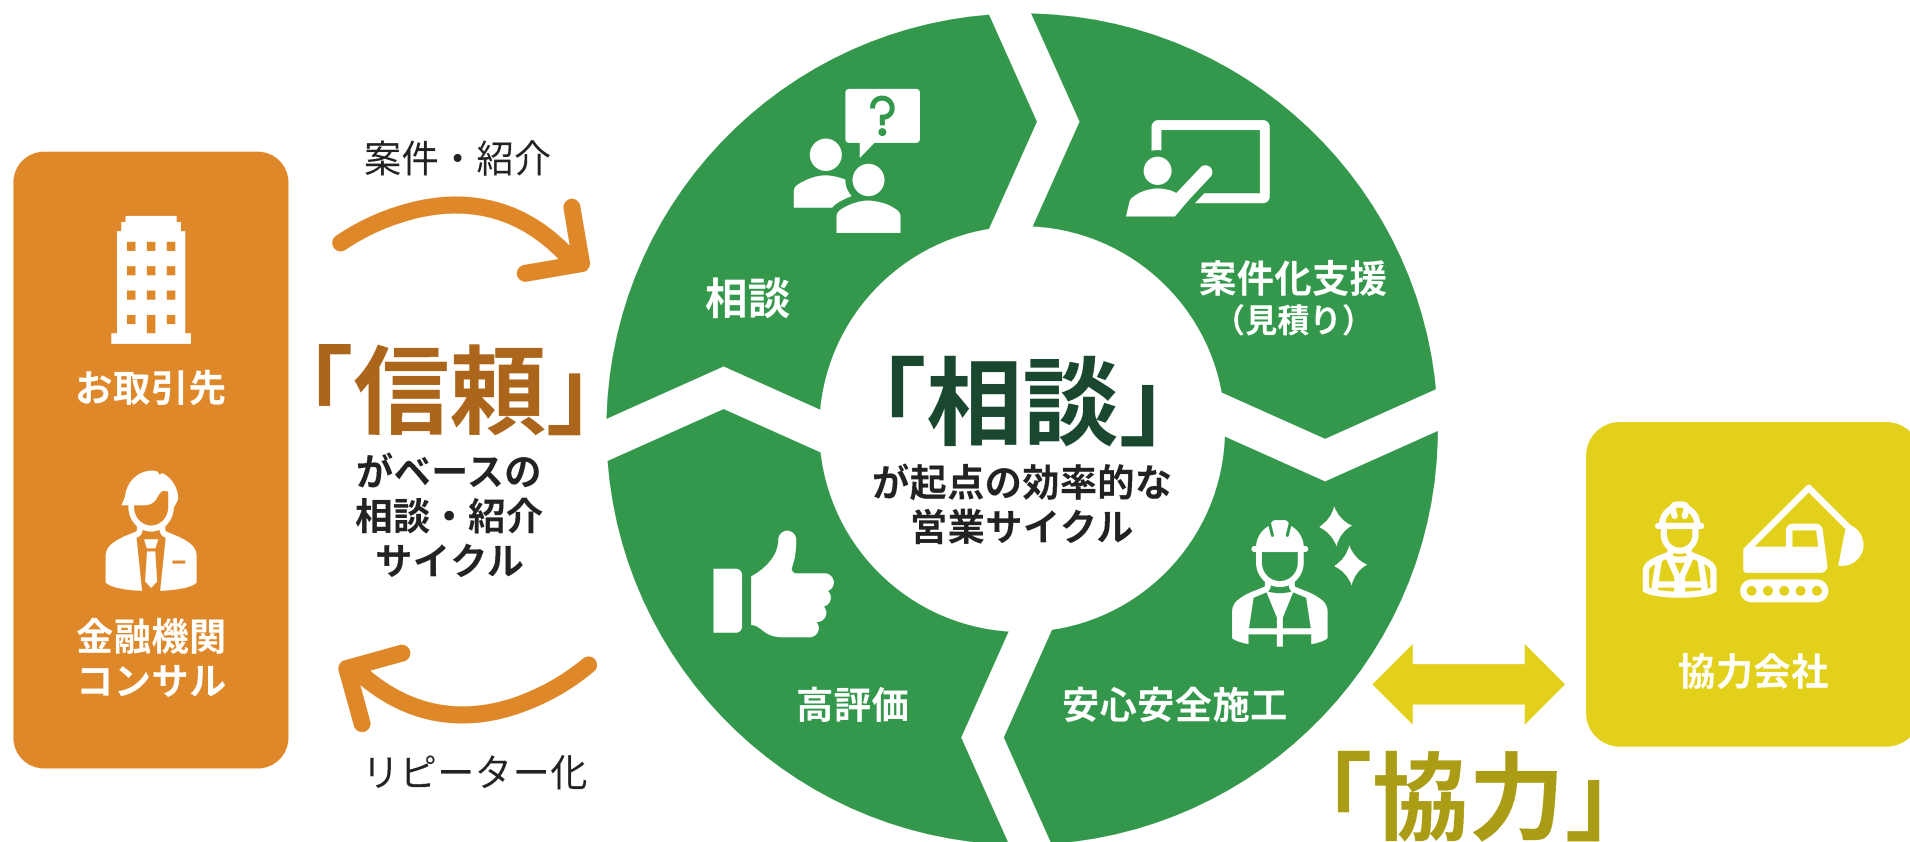 お取引先
金融機関
コンサル
案件・紹介
「信頼」
がベースの
相談・紹介
サイクル
リピーター化
?
相談
案件化支援
（見積り）
「相談」
が起点の効率的な
営業サイクル
高評価
安心安全施工
「協力」
協力会社